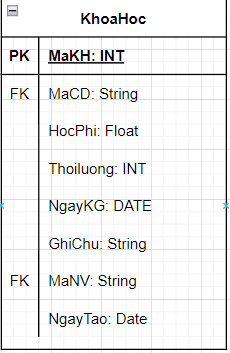 KhoaHoc
PK MaKH: INT
FK MaCD: String
HocPhi: Float
Thoiluong: INT
NgayKG: DATE
GhiChu: String
FK MaNV: String
NgayTao: Date